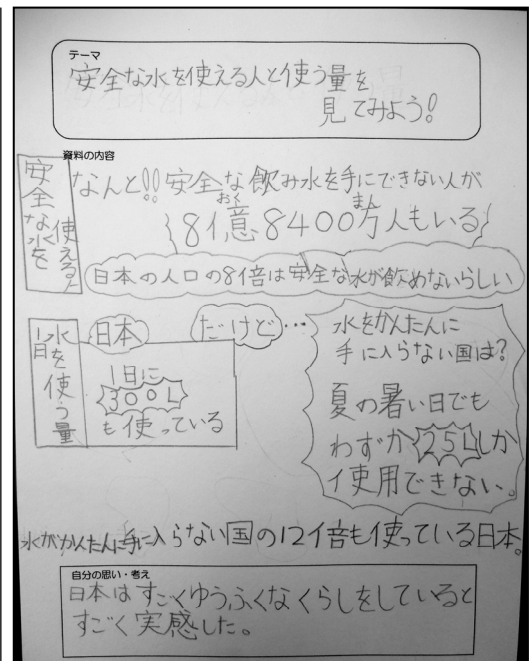 テーマ
安全な水を使える人と使う量を
見てみよう!
資料の内容
安全な水を
使える人
なんと!!安全な飲み水を手にできない人が
8億8400万人もいる
おく
まん
日本の人口の8倍は安全な水が飲めないらしい
水を使う量
1日
日本
1日に
300L
も使っている
だけど…
水をかんたんに
手に入らない国は?
夏の暑い日でも
わずか25Lしか
使用できない。
水がかんたんに手に入らない国の12倍も使っている日本。
自分の思い・考え
日本はすごくゆうふくなくらしをしていると
すごく実感した。